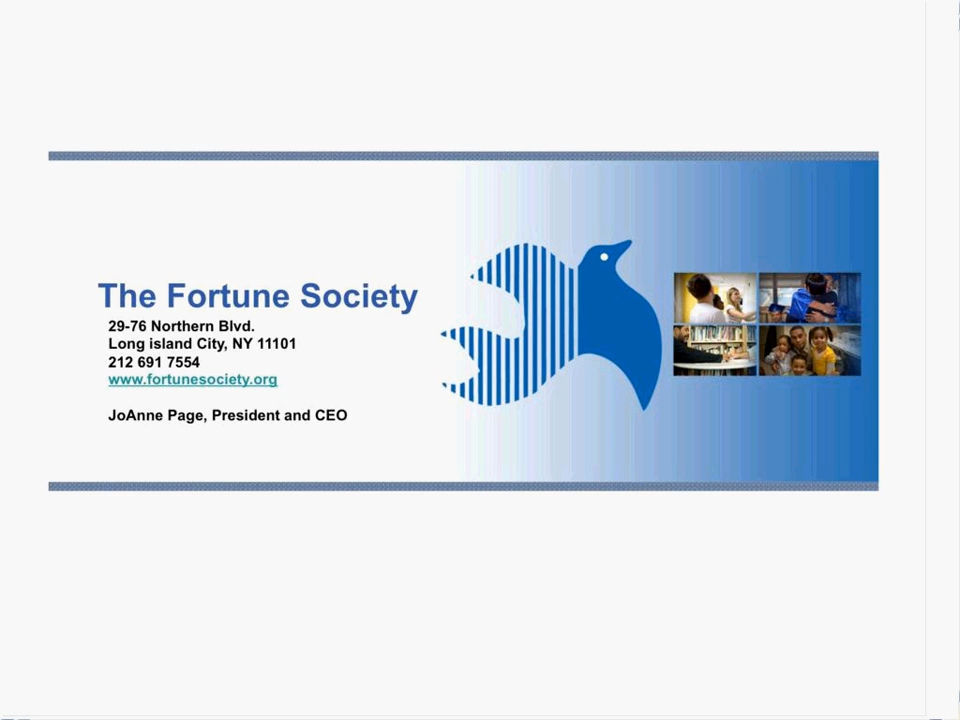 The Fortune Society
29-76 Northern Blvd.
Long island City, NY 11101
212 691 7554
www.fortunesociety.org
JoAnne Page, President and CEO